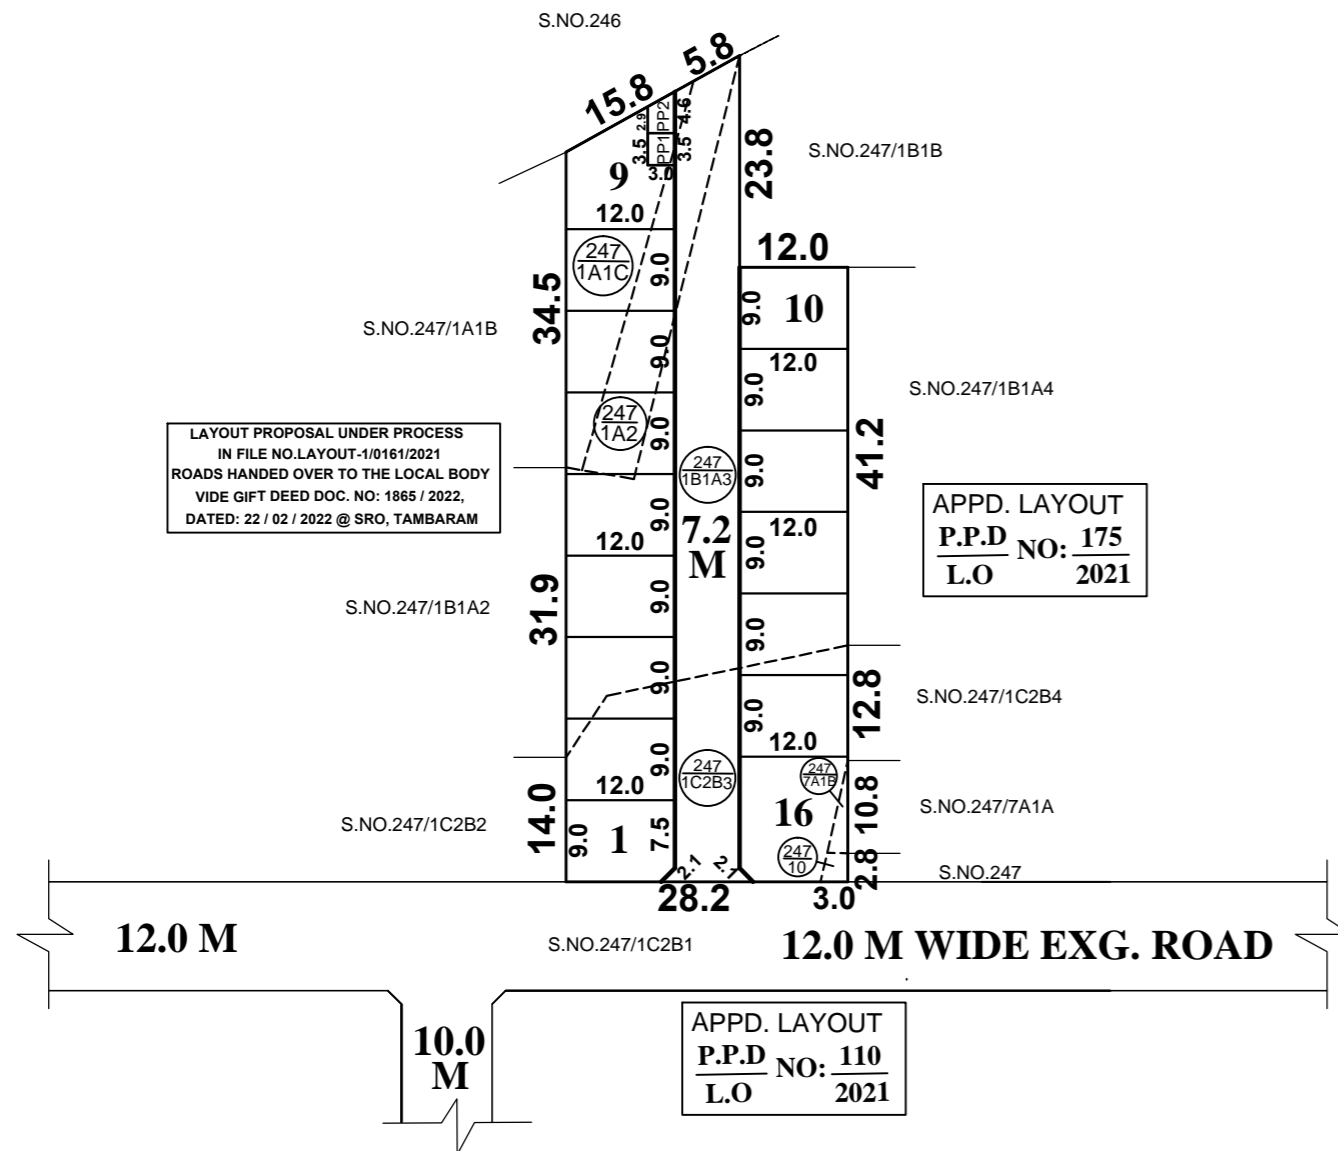 S.NO.246
5.8
15.8
2.9
PP2
4.6
3.5
PP1
3.5
3.0
9
12.0
23.8
S.NO.247/1B1B
12.0
247
1A1C
9.0
34.5
S.NO.247/1A1B
9.0
10
9.0
12.0
9.0
S.NO.247/1B1A4
247
1A2
9.0
41.2
LAYOUT PROPOSAL UNDER PROCESS
IN FILE NO.LAYOUT-1/0161/2021
ROADS HANDED OVER TO THE LOCAL BODY
VIDE GIFT DEED DOC. NO: 1865 / 2022,
DATED: 22 / 02 / 2022 @ SRO, TAMBARAM
247
1B1A3
9.0
APPD. LAYOUT
P.P.D NO: 175
L.O 2021
9.0
12.0
7.2
M
12.0
9.0
S.NO.247/1B1A2
31.9
9.0
9.0
9.0
S.NO.247/1C2B4
12.8
9.0
12.0
9.0
247
1C2B3
247
7A1B
12.0
14.0
S.NO.247/1C2B2
9.0
1
7.5
16
10.8
S.NO.247/7A1A
247
10
2.8
S.NO.247
2.1
2.1
28.2
3.0
12.0 M
S.NO.247/1C2B1
12.0 M WIDE EXG. ROAD
10.0
M
APPD. LAYOUT
P.P.D NO: 110
L.O 2021